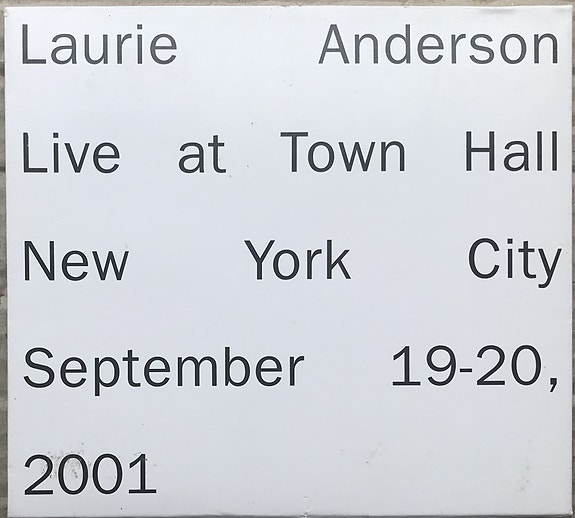 Laurie Anderson
Live at Town Hall
New York City
September 19-20,
2001